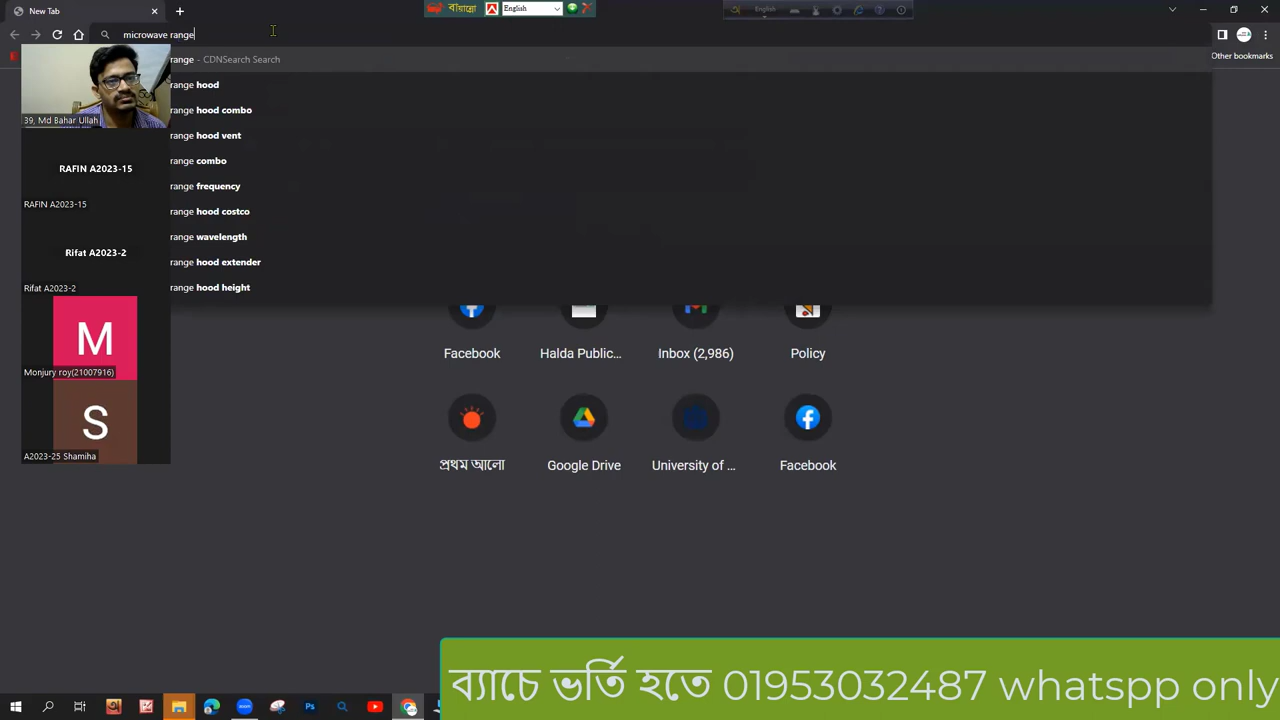 New Tab
বায়ান্নো
English
English
microwave range
Other bookmarks
range - CDNSearch Search
range hood
range hood combo
range hood vent
range combo
range frequency
range hood costco
range wavelength
range hood extender
range hood height
39, Md Bahar Ullah
RAFIN A2023-15
RAFIN A2023-15
Rifat A2023-2
Rifat A2023-2
M
Monjury roy(21007916)
S
A2023-25 Shamiha
Facebook
Halda Public...
Inbox (2,986)
Policy
প্রথম আলো
Google Drive
University of ...
Facebook
ব্যাচে ভর্তি হতে 01953032487 whatspp only